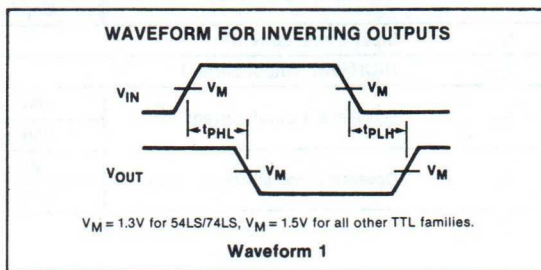 WAVEFORM FOR INVERTING OUTPUTS
VIN
VM
VM
tPHL
tPLH
VOUT
VM
VM
VM = 1.3V for 54LS/74LS, VM = 1.5V for all other TTL families.
Waveform 1